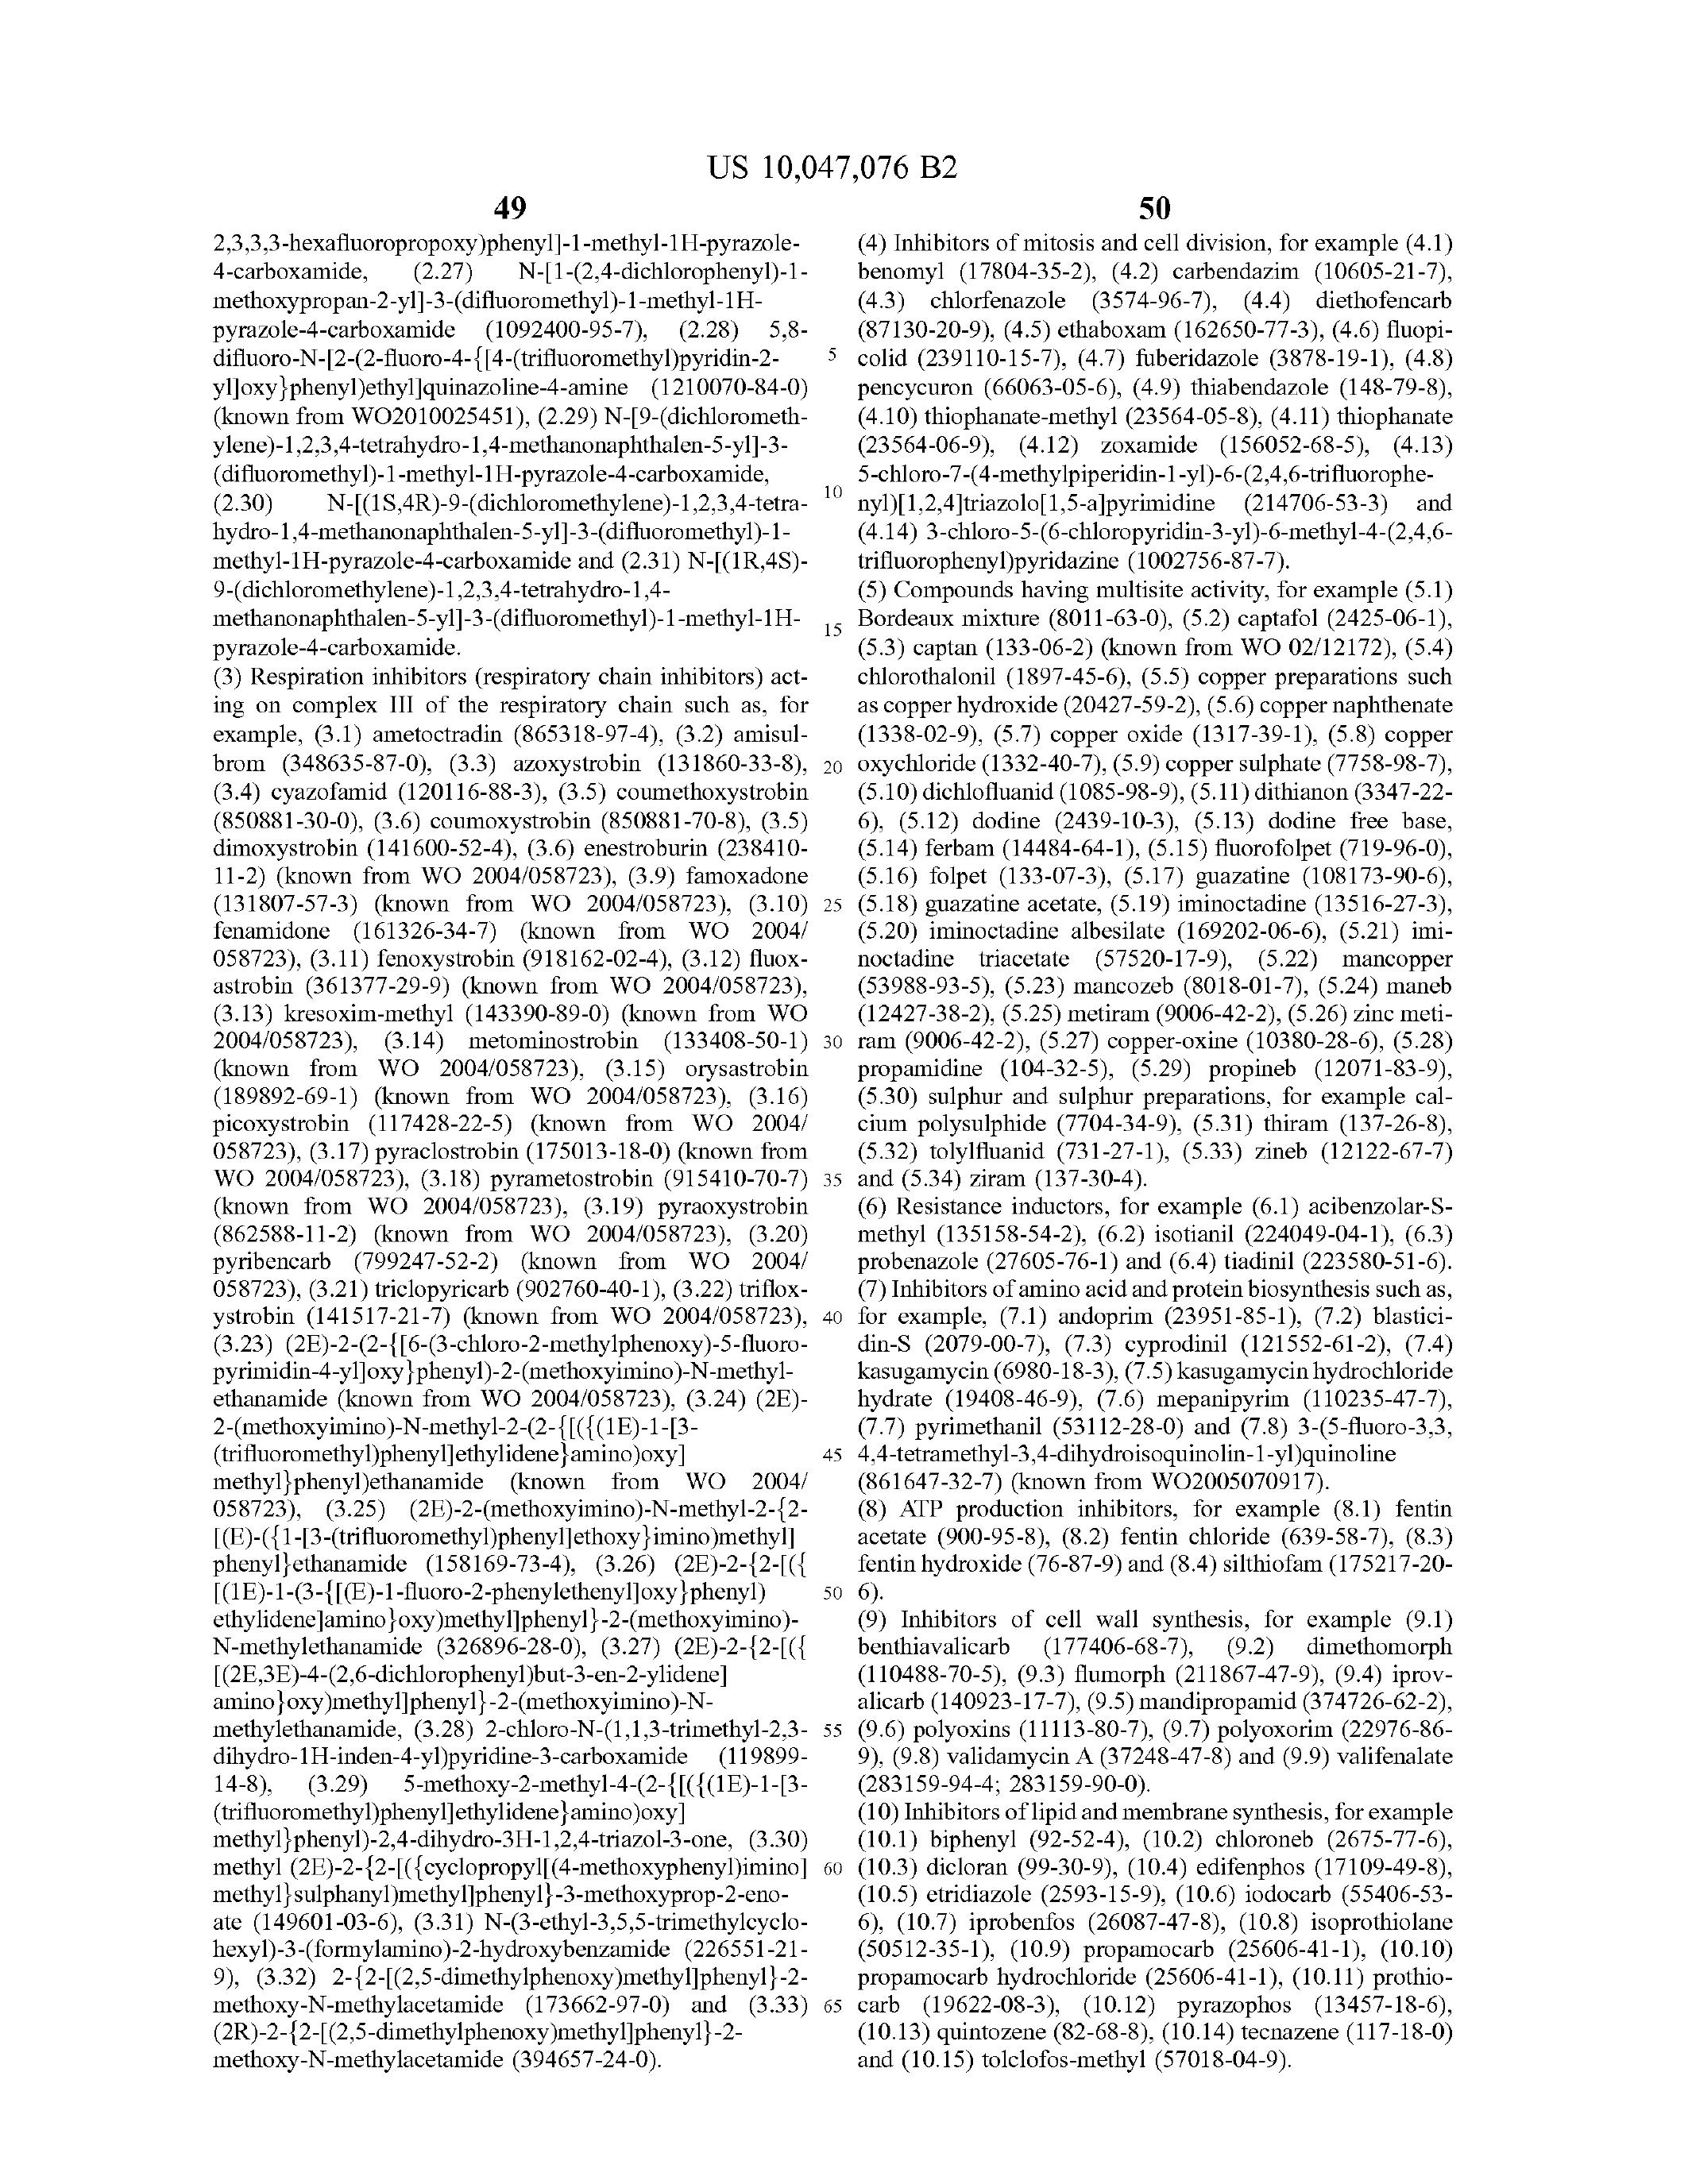 US 10,047,076 B2
49
2,3,3,3-hexafluoropropoxy)phenyl]-1-methyl-1H-pyrazole-
4-carboxamide, (2.27) N-[1-(2,4-dichlorophenyl)-1-
methoxypropan-2-yl]-3-(difluoromethyl)-1-methyl-1H-
pyrazole-4-carboxamide (1092400-95-7), (2.28) 5,8-
difluoro-N-[2-(2-fluoro-4-{[4-(trifluoromethyl)pyridin-2-
yl]oxy}phenyl)ethyl]quinazoline-4-amine (1210070-84-0)
(known from WO2010025451), (2.29) N-[9-(dichlorometh-
ylene)-1,2,3,4-tetrahydro-1,4-methanonaphthalen-5-yl]-3-
(difluoromethyl)-1-methyl-1H-pyrazole-4-carboxamide,
(2.30) N-[(1S,4R)-9-(dichloromethylene)-1,2,3,4-tetra-
hydro-1,4-methanonaphthalen-5-yl]-3-(difluoromethyl)-1-
methyl-1H-pyrazole-4-carboxamide and (2.31) N-[(1R,4S)-
9-(dichloromethylene)-1,2,3,4-tetrahydro-1,4-
methanonaphthalen-5-yl]-3-(difluoromethyl)-1-methyl-1H-
pyrazole-4-carboxamide.
(3) Respiration inhibitors (respiratory chain inhibitors) act-
ing on complex III of the respiratory chain such as, for
example, (3.1) ametoctradin (865318-97-4), (3.2) amisul-
brom (348635-87-0), (3.3) azoxystrobin (131860-33-8),
(3.4) cyazofamid (120116-88-3), (3.5) coumethoxystrobin
(850881-30-0), (3.6) coumoxystrobin (850881-70-8), (3.5)
dimoxystrobin (141600-52-4), (3.6) enestroburin (238410-
11-2) (known from WO 2004/058723), (3.9) famoxadone
(131807-57-3) (known from WO 2004/058723), (3.10)
fenamidone (161326-34-7) (known from WO 2004/
058723), (3.11) fenoxystrobin (918162-02-4), (3.12) fluox-
astrobin (361377-29-9) (known from WO 2004/058723),
(3.13) kresoxim-methyl (143390-89-0) (known from WO
2004/058723), (3.14) metominostrobin (133408-50-1)
(known from WO 2004/058723), (3.15) orysastrobin
(189892-69-1) (known from WO 2004/058723), (3.16)
picoxystrobin (117428-22-5) (known from WO 2004/
058723), (3.17) pyraclostrobin (175013-18-0) (known from
WO 2004/058723), (3.18) pyrametostrobin (915410-70-7)
(known from WO 2004/058723), (3.19) pyraoxystrobin
(862588-11-2) (known from WO 2004/058723), (3.20)
pyribencarb (799247-52-2) (known from WO 2004/
058723), (3.21) triclopyricarb (902760-40-1), (3.22) triflox-
ystrobin (141517-21-7) (known from WO 2004/058723),
(3.23) (2E)-2-(2-{[6-(3-chloro-2-methylphenoxy)-5-fluoro-
pyrimidin-4-yl]oxy}phenyl)-2-(methoxyimino)-N-methyl-
ethanamide (known from WO 2004/058723), (3.24) (2E)-
2-(methoxyimino)-N-methyl-2-(2-{[({(1E)-1-[3-
(trifluoromethyl)phenyl]ethylidene}amino)oxy]
methyl}phenyl)ethanamide (known from WO 2004/
058723), (3.25) (2E)-2-(methoxyimino)-N-methyl-2-{2-
[(E)-({1-[3-(trifluoromethyl)phenyl]ethoxy}imino)methyl]
phenyl}ethanamide (158169-73-4), (3.26) (2E)-2-{2-[({
[(1E)-1-(3-{[(E)-1-fluoro-2-phenylethenyl]oxy}phenyl)
ethylidene]amino}oxy)methyl]phenyl}-2-(methoxyimino)-
N-methylethanamide (326896-28-0), (3.27) (2E)-2-{2-[({
[(2E,3E)-4-(2,6-dichlorophenyl)but-3-en-2-ylidene]
amino}oxy)methyl]phenyl}-2-(methoxyimino)-N-
methylethanamide, (3.28) 2-chloro-N-(1,1,3-trimethyl-2,3-
dihydro-1H-inden-4-yl)pyridine-3-carboxamide (119899-
14-8), (3.29) 5-methoxy-2-methyl-4-(2-{[({(1E)-1-[3-
(trifluoromethyl)phenyl]ethylidene}amino)oxy]
methyl}phenyl)-2,4-dihydro-3H-1,2,4-triazol-3-one, (3.30)
methyl (2E)-2-{2-[({cyclopropyl[(4-methoxyphenyl)imino]
methyl}sulphanyl)methyl]phenyl}-3-methoxyprop-2-eno-
ate (149601-03-6), (3.31) N-(3-ethyl-3,5,5-trimethylcyclo-
hexyl)-3-(formylamino)-2-hydroxybenzamide (226551-21-
9), (3.32) 2-{2-[(2,5-dimethylphenoxy)methyl]phenyl}-2-
methoxy-N-methylacetamide (173662-97-0) and (3.33)
(2R)-2-{2-[(2,5-dimethylphenoxy)methyl]phenyl}-2-
methoxy-N-methylacetamide (394657-24-0).
5
10
15
20
25
30
35
40
45
50
55
60
65
50
(4) Inhibitors of mitosis and cell division, for example (4.1)
benomyl (17804-35-2), (4.2) carbendazim (10605-21-7),
(4.3) chlorfenazole (3574-96-7), (4.4) diethofencarb
(87130-20-9), (4.5) ethaboxam (162650-77-3), (4.6) fluopi-
colid (239110-15-7), (4.7) fuberidazole (3878-19-1), (4.8)
pencycuron (66063-05-6), (4.9) thiabendazole (148-79-8),
(4.10) thiophanate-methyl (23564-05-8), (4.11) thiophanate
(23564-06-9), (4.12) zoxamide (156052-68-5), (4.13)
5-chloro-7-(4-methylpiperidin-1-yl)-6-(2,4,6-trifluorophe-
nyl)[1,2,4]triazolo[1,5-a]pyrimidine (214706-53-3) and
(4.14) 3-chloro-5-(6-chloropyridin-3-yl)-6-methyl-4-(2,4,6-
trifluorophenyl)pyridazine (1002756-87-7).
(5) Compounds having multisite activity, for example (5.1)
Bordeaux mixture (8011-63-0), (5.2) captafol (2425-06-1),
(5.3) captan (133-06-2) (known from WO 02/12172), (5.4)
chlorothalonil (1897-45-6), (5.5) copper preparations such
as copper hydroxide (20427-59-2), (5.6) copper naphthenate
(1338-02-9), (5.7) copper oxide (1317-39-1), (5.8) copper
oxychloride (1332-40-7), (5.9) copper sulphate (7758-98-7),
(5.10) dichlofluanid (1085-98-9), (5.11) dithianon (3347-22-
6), (5.12) dodine (2439-10-3), (5.13) dodine free base,
(5.14) ferbam (14484-64-1), (5.15) fluorofolpet (719-96-0),
(5.16) folpet (133-07-3), (5.17) guazatine (108173-90-6),
(5.18) guazatine acetate, (5.19) iminoctadine (13516-27-3),
(5.20) iminoctadine albesilate (169202-06-6), (5.21) imi-
noctadine triacetate (57520-17-9), (5.22) mancopper
(53988-93-5), (5.23) mancozeb (8018-01-7), (5.24) maneb
(12427-38-2), (5.25) metiram (9006-42-2), (5.26) zinc meti-
ram (9006-42-2), (5.27) copper-oxine (10380-28-6), (5.28)
propamidine (104-32-5), (5.29) propineb (12071-83-9),
(5.30) sulphur and sulphur preparations, for example cal-
cium polysulphide (7704-34-9), (5.31) thiram (137-26-8),
(5.32) tolylfluanid (731-27-1), (5.33) zineb (12122-67-7)
and (5.34) ziram (137-30-4).
(6) Resistance inductors, for example (6.1) acibenzolar-S-
methyl (135158-54-2), (6.2) isotianil (224049-04-1), (6.3)
probenazole (27605-76-1) and (6.4) tiadinil (223580-51-6).
(7) Inhibitors of amino acid and protein biosynthesis such as,
for example, (7.1) andoprim (23951-85-1), (7.2) blastici-
din-S (2079-00-7), (7.3) cyprodinil (121552-61-2), (7.4)
kasugamycin (6980-18-3), (7.5) kasugamycin hydrochloride
hydrate (19408-46-9), (7.6) mepanipyrim (110235-47-7),
(7.7) pyrimethanil (53112-28-0) and (7.8) 3-(5-fluoro-3,3,
4,4-tetramethyl-3,4-dihydroisoquinolin-1-yl)quinoline
(861647-32-7) (known from WO2005070917).
(8) ATP production inhibitors, for example (8.1) fentin
acetate (900-95-8), (8.2) fentin chloride (639-58-7), (8.3)
fentin hydroxide (76-87-9) and (8.4) silthiofam (175217-20-
6).
(9) Inhibitors of cell wall synthesis, for example (9.1)
benthiavalicarb (177406-68-7), (9.2) dimethomorph
(110488-70-5), (9.3) flumorph (211867-47-9), (9.4) iprov-
alicarb (140923-17-7), (9.5) mandipropamid (374726-62-2),
(9.6) polyoxins (11113-80-7), (9.7) polyoxorim (22976-86-
9), (9.8) validamycin A (37248-47-8) and (9.9) valifenalate
(283159-94-4; 283159-90-0).
(10) Inhibitors of lipid and membrane synthesis, for example
(10.1) biphenyl (92-52-4), (10.2) chloroneb (2675-77-6),
(10.3) dicloran (99-30-9), (10.4) edifenphos (17109-49-8),
(10.5) etridiazole (2593-15-9), (10.6) iodocarb (55406-53-
6), (10.7) iprobenfos (26087-47-8), (10.8) isoprothiolane
(50512-35-1), (10.9) propamocarb (25606-41-1), (10.10)
propamocarb hydrochloride (25606-41-1), (10.11) prothio-
carb (19622-08-3), (10.12) pyrazophos (13457-18-6),
(10.13) quintozene (82-68-8), (10.14) tecnazene (117-18-0)
and (10.15) tolclofos-methyl (57018-04-9).